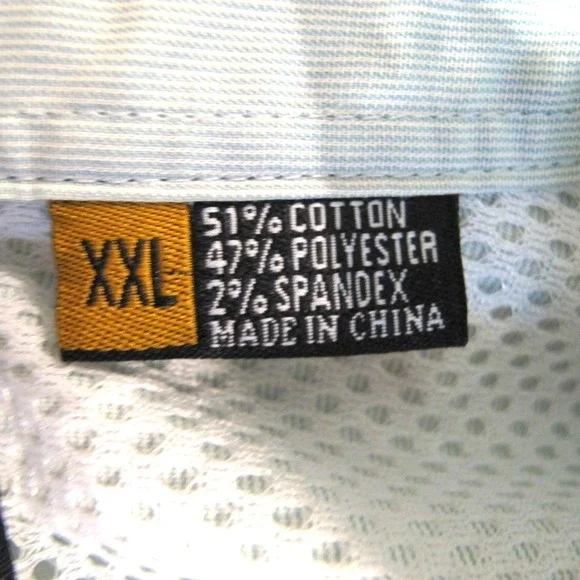 XXL
51% COTTON
47% POLYESTER
2% SPANDEX
MADE IN CHINA